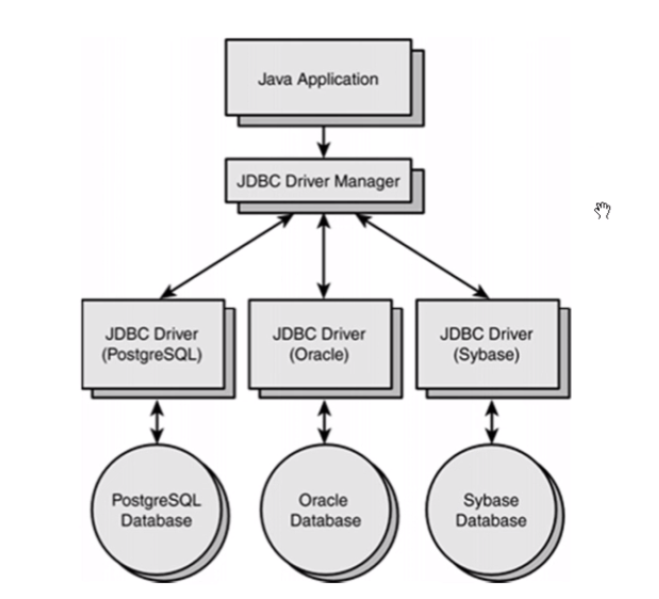 Java Application
JDBC Driver Manager
JDBC Driver
(PostgreSQL)
JDBC Driver
(Oracle)
JDBC Driver
(Sybase)
PostgreSQL
Database
Oracle
Database
Sybase
Database